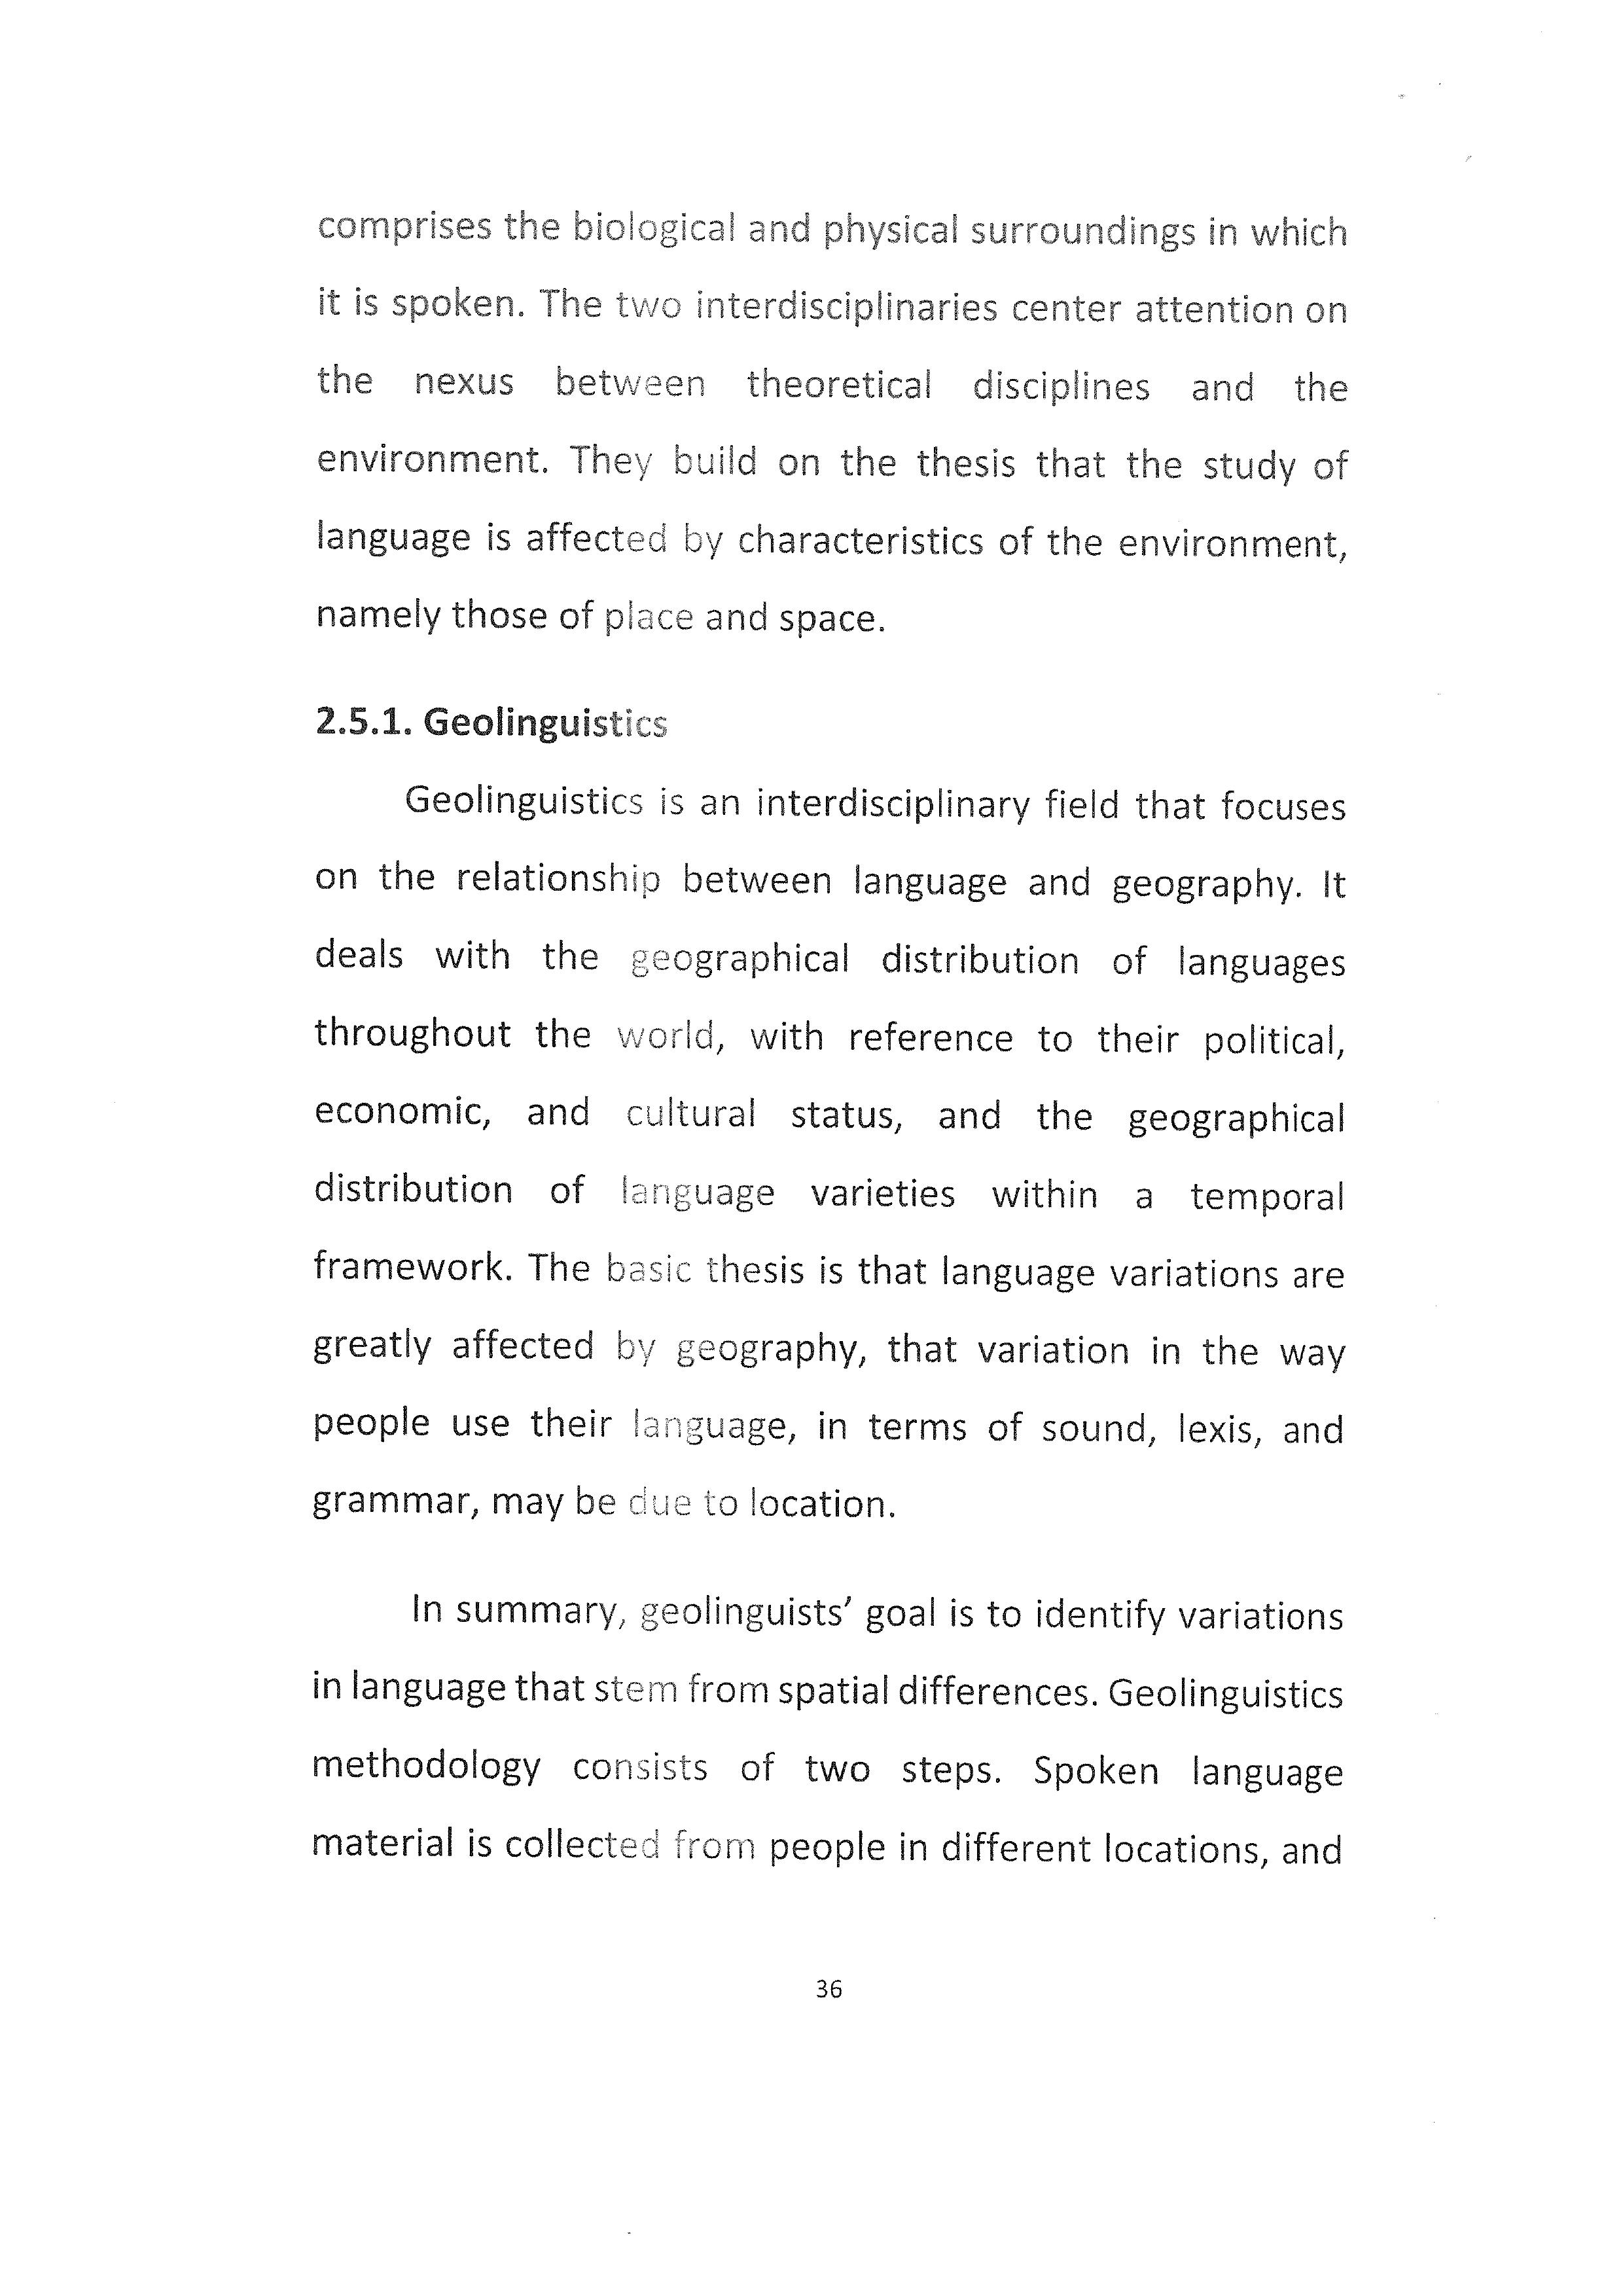 comprises the biological and physical surroundings in which
it is spoken. The two interdisciplinaries center attention on
the nexus between theoretical disciplines and the
environment. They build on the thesis that the study of
language is affected by characteristics of the environment,
namely those of place and space.
2.5.1. Geolinguistics
Geolinguistics is an interdisciplinary field that focuses
on the relationship between language and geography. It
deals with the geographical distribution of languages
throughout the world, with reference to their political,
economic, and cultural status, and the geographical
distribution of language varieties within a temporal
framework. The basic thesis is that language variations are
greatly affected by geography, that variation in the way
people use their language, in terms of sound, lexis, and
grammar, may be due to location.
In summary, geolinguists’ goal is to identify variations
in language that stem from spatial differences. Geolinguistics
methodology consists of two steps. Spoken language
material is collected from people in different locations, and
36